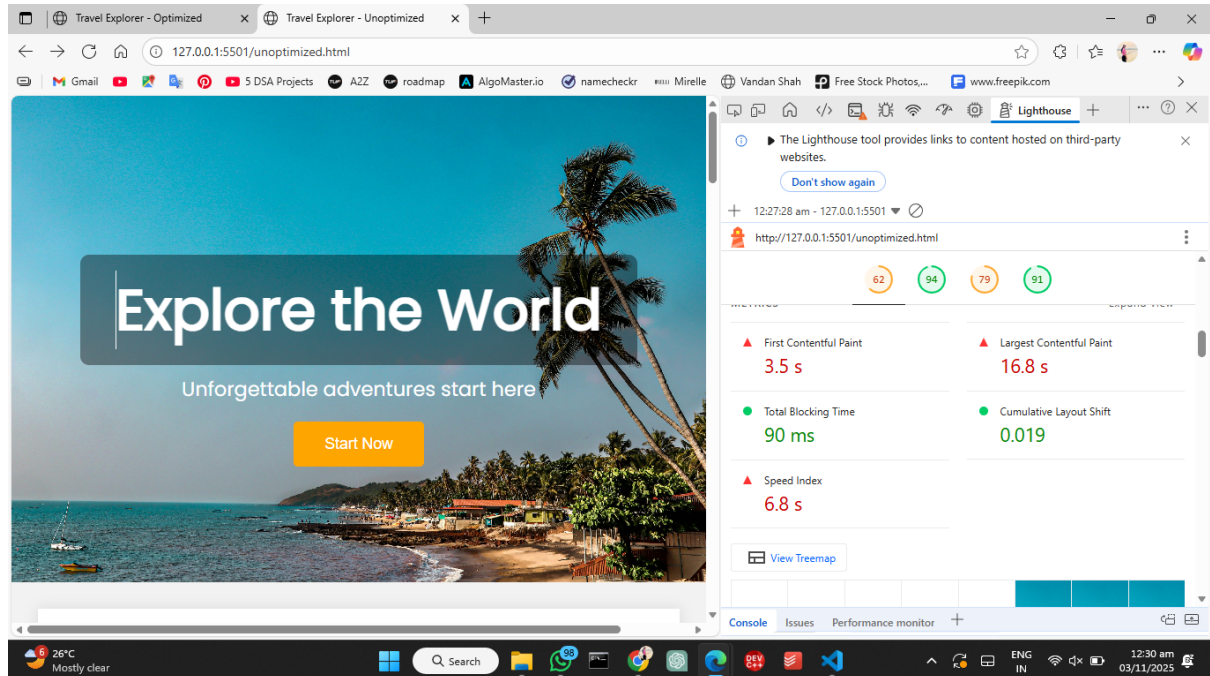 Travel Explorer - Optimized
Travel Explorer - Unoptimized
127.0.0.1:5501/unoptimized.html
Gmail
5 DSA Projects
A2Z
roadmap
AlgoMaster.io
namecheckr
Mirelle
Vandan Shah
Free Stock Photos,...
www.freepik.com
Lighthouse
The Lighthouse tool provides links to content hosted on third-party
websites.
Don't show again
12:27:28 am - 127.0.0.1:5501
http://127.0.0.1:5501/unoptimized.html
62
94
79
91
METRICS
Expand view
First Contentful Paint
3.5 s
Largest Contentful Paint
16.8 s
Total Blocking Time
90 ms
Cumulative Layout Shift
0.019
Speed Index
6.8 s
View Treemap
Console
Issues
Performance monitor
Explore the World
Unforgettable adventures start here
Start Now
6
26°C
Mostly clear
Search
98
DEV
C++
ENG
IN
12:30 am
03/11/2025